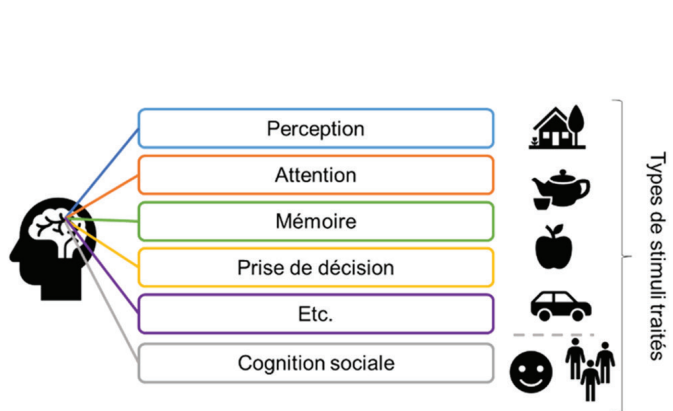 Perception
Attention
Mémoire
Prise de décision
Etc.
Cognition sociale
Types de stimuli traités